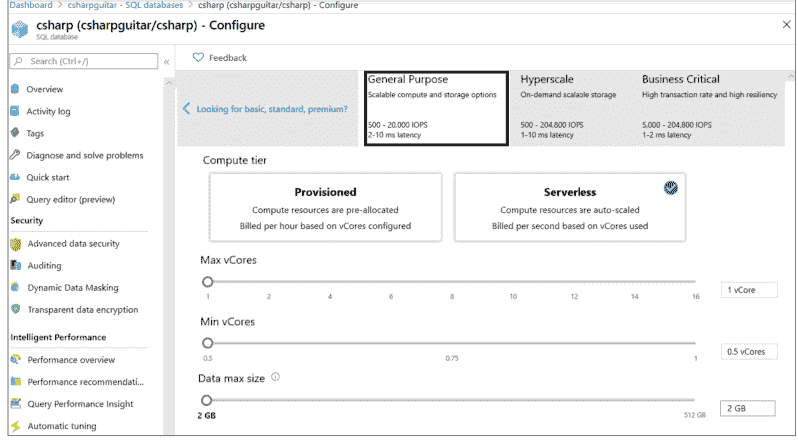 Dashboard > csharpguitar - SQL databases > csharp (csharpguitar/csharp) - Configure
csharp (csharpguitar/csharp) - Configure
SQL database
Search (Ctrl+/)
Overview
Activity log
Tags
Diagnose and solve problems
Quick start
Query editor (preview)
Security
Advanced data security
Auditing
Dynamic Data Masking
Transparent data encryption
Intelligent Performance
Performance overview
Performance recommendati...
Query Performance Insight
Automatic tuning
Feedback
Looking for basic, standard, premium?
General Purpose
Scalable compute and storage options
500 - 20.000 IOPS
2-10 ms latency
Hyperscale
On-demand scalable storage
500 - 204.800 IOPS
1-10 ms latency
Business Critical
High transaction rate and high resiliency
5.000 - 204.800 IOPS
1-2 ms latency
Compute tier
Provisioned
Compute resources are pre-allocated
Billed per hour based on vCores configured
Serverless
Compute resources are auto-scaled
Billed per second based on vCores used
Max vCores
1 2 4 6 8 10 12 14 16
1 vCore
Min vCores
0.5 0.75 1
0.5 vCores
Data max size
2 GB 512 GB
2 GB